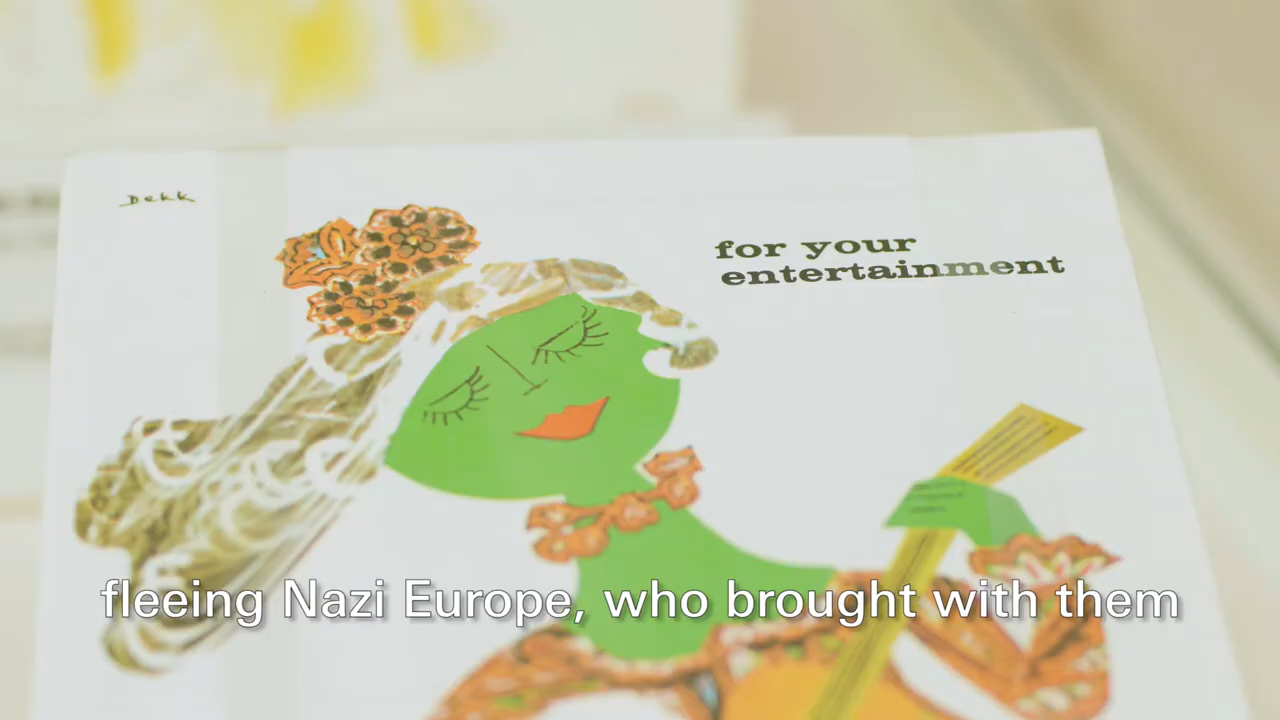 Dekk
for your
entertainment
fleeing Nazi Europe, who brought with them